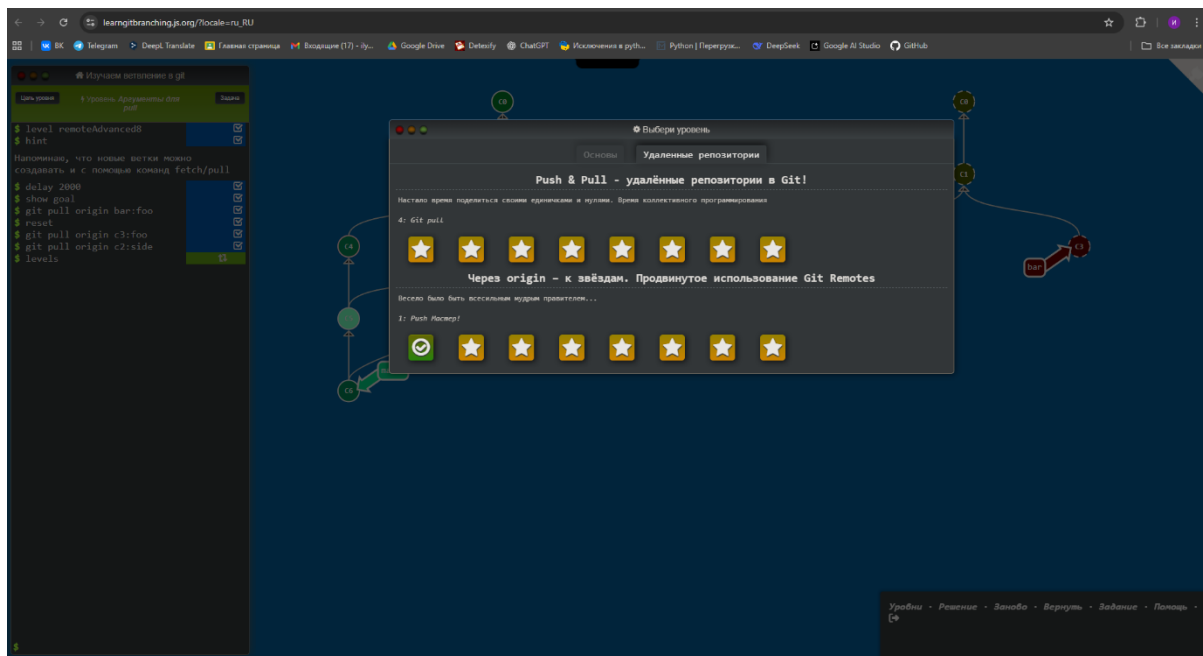 learngitbranching.js.org/?locale=ru_RU
ВК Telegram DeepL Translate Главная страница Входящие (17) - ily... Google Drive Detexify ChatGPT Исключения в pyth... Python | Перегрузк... DeepSeek Google AI Studio GitHub Все закладки
Изучаем ветвление в git
Цель уровня Уровень Аргументы для pull Задача
$ level remoteAdvanced8
$ hint
Напоминаю, что новые ветки можно
создавать и с помощью команд fetch/pull
$ delay 2000
$ show goal
$ git pull origin bar:foo
$ reset
$ git pull origin c3:foo
$ git pull origin c2:side
$ levels
$
C0
C4
C6
C0
C1
C3
bar
Выбери уровень
Основы Удаленные репозитории
Push & Pull - удалённые репозитории в Git!
Настало время поделиться своими единичками и нулями. Время коллективного программирования
4: Git pull
Через origin – к звёздам. Продвинутое использование Git Remotes
Весело было быть всесильным мудрым правителем...
1: Push Мастер!
Уровни - Решение - Заново - Вернуть - Задание - Помощь -